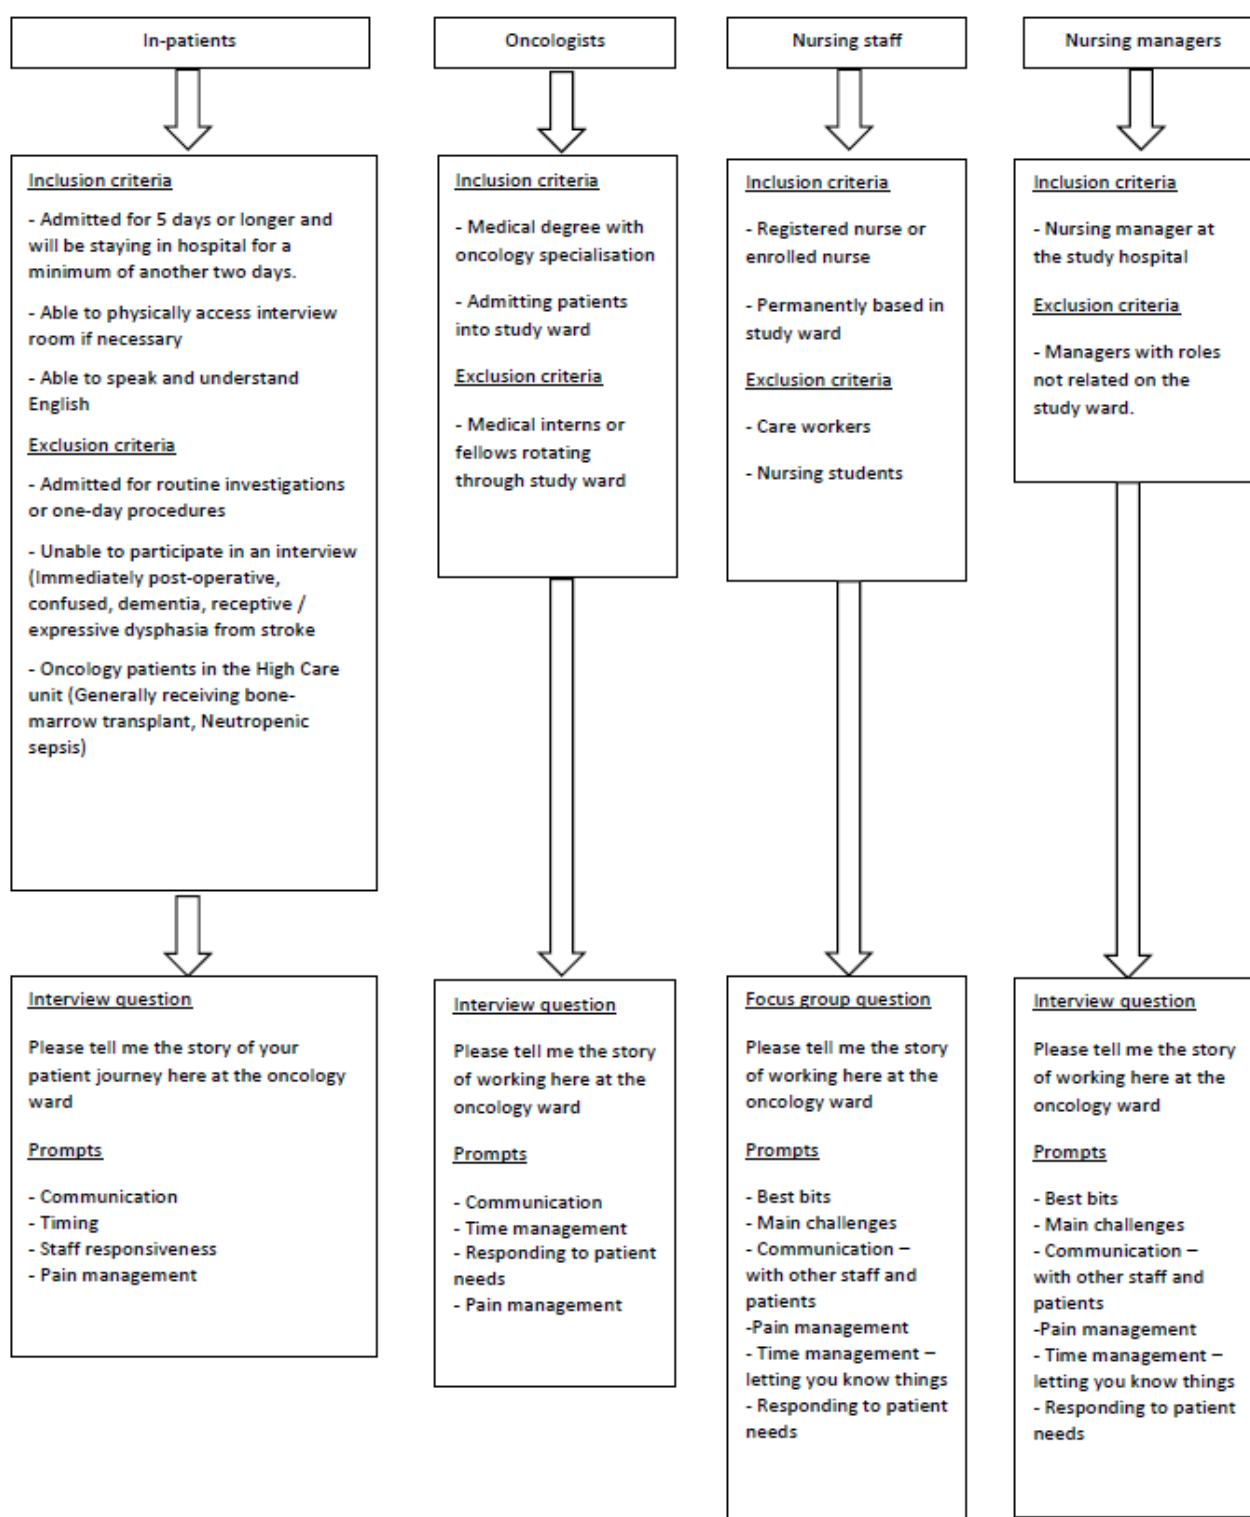 In-patients
Inclusion criteria
- Admitted for 5 days or longer and
will be staying in hospital for a
minimum of another two days.
- Able to physically access interview
room if necessary
- Able to speak and understand
English
Exclusion criteria
- Admitted for routine investigations
or one-day procedures
- Unable to participate in an interview
(Immediately post-operative,
confused, dementia, receptive /
expressive dysphasia from stroke
- Oncology patients in the High Care
unit (Generally receiving bone-
marrow transplant, Neutropenic
sepsis)
Interview question
Please tell me the story of your
patient journey here at the oncology
ward
Prompts
- Communication
- Timing
- Staff responsiveness
- Pain management
Oncologists
Inclusion criteria
- Medical degree with
oncology specialisation
- Admitting patients
into study ward
Exclusion criteria
- Medical interns or
fellows rotating
through study ward
Interview question
Please tell me the story
of working here at the
oncology ward
Prompts
- Communication
- Time management
- Responding to patient
needs
- Pain management
Nursing staff
Inclusion criteria
- Registered nurse or
enrolled nurse
- Permanently based in
study ward
Exclusion criteria
- Care workers
- Nursing students
Focus group question
Please tell me the story
of working here at the
oncology ward
Prompts
- Best bits
- Main challenges
- Communication –
with other staff and
patients
-Pain management
- Time management –
letting you know things
- Responding to patient
needs
Nursing managers
Inclusion criteria
- Nursing manager at
the study hospital
Exclusion criteria
- Managers with roles
not related on the
study ward.
Interview question
Please tell me the story
of working here at the
oncology ward
Prompts
- Best bits
- Main challenges
- Communication –
with other staff and
patients
-Pain management
- Time management –
letting you know things
- Responding to patient
needs